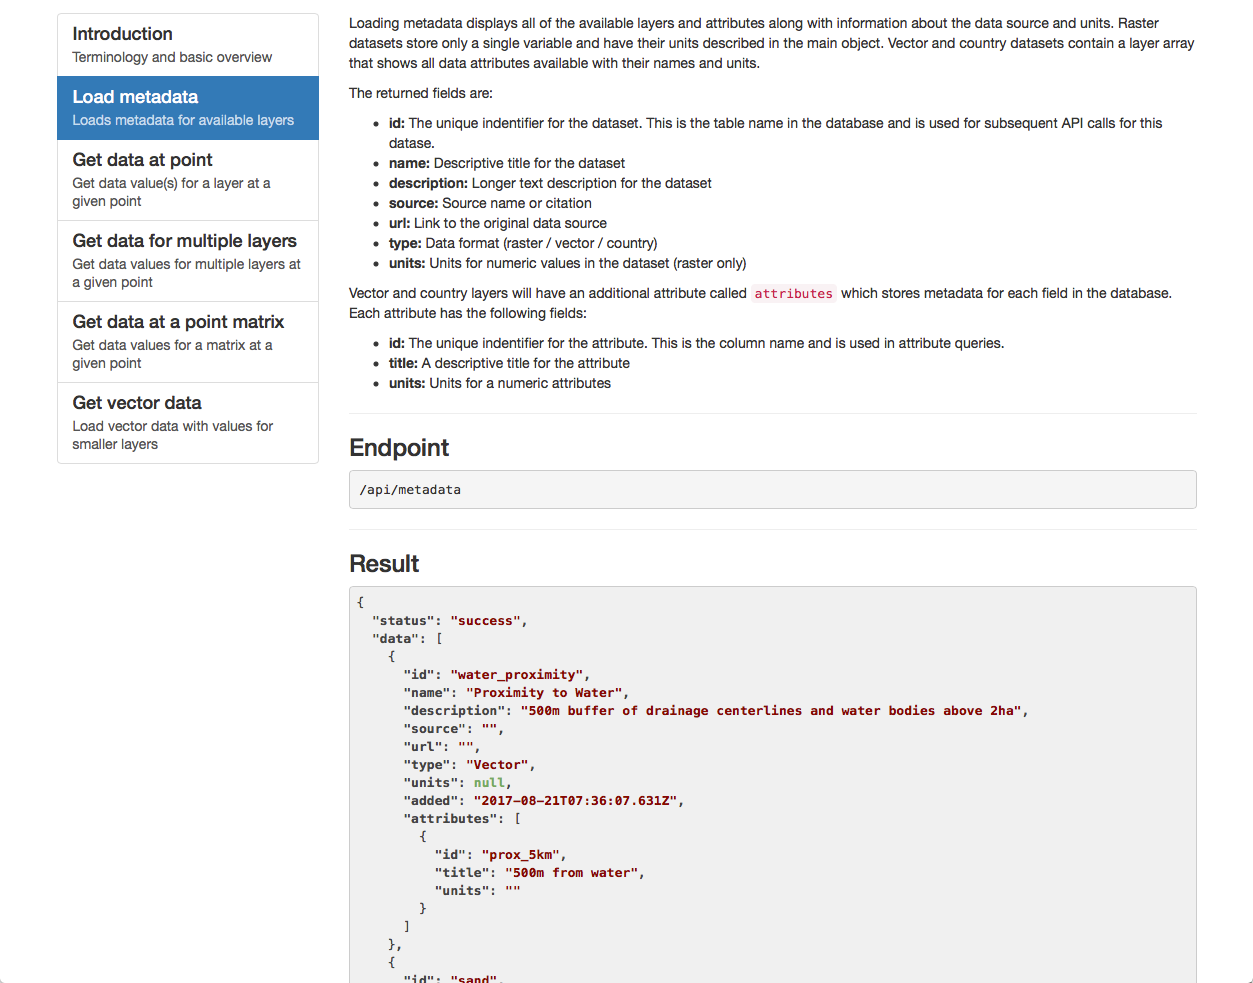 Introduction
Terminology and basic overview
Load metadata
Loads metadata for available layers
Get data at point
Get data value(s) for a layer at a
given point
Get data for multiple layers
Get data values for multiple layers at
a given point
Get data at a point matrix
Get data values for a matrix at a
given point
Get vector data
Load vector data with values for
smaller layers
Loading metadata displays all of the available layers and attributes along with information about the data source and units. Raster
datasets store only a single variable and have their units described in the main object. Vector and country datasets contain a layer array
that shows all data attributes available with their names and units.
The returned fields are:
• id: The unique indentifier for the dataset. This is the table name in the database and is used for subsequent API calls for this
datase.
• name: Descriptive title for the dataset
• description: Longer text description for the dataset
• source: Source name or citation
• url: Link to the original data source
• type: Data format (raster / vector / country)
• units: Units for numeric values in the dataset (raster only)
Vector and country layers will have an additional attribute called attributes which stores metadata for each field in the database.
Each attribute has the following fields:
• id: The unique indentifier for the attribute. This is the column name and is used in attribute queries.
• title: A descriptive title for the attribute
• units: Units for a numeric attributes
Endpoint
/api/metadata
Result
{
"status": "success",
"data": [
{
"id": "water_proximity",
"name": "Proximity to Water",
"description": "500m buffer of drainage centerlines and water bodies above 2ha",
"source": "",
"url": "",
"type": "Vector",
"units": null,
"added": "2017-08-21T07:36:07.631Z",
"attributes": [
{
"id": "prox_5km",
"title": "500m from water",
"units": ""
}
]
},
{
"id": "sand",